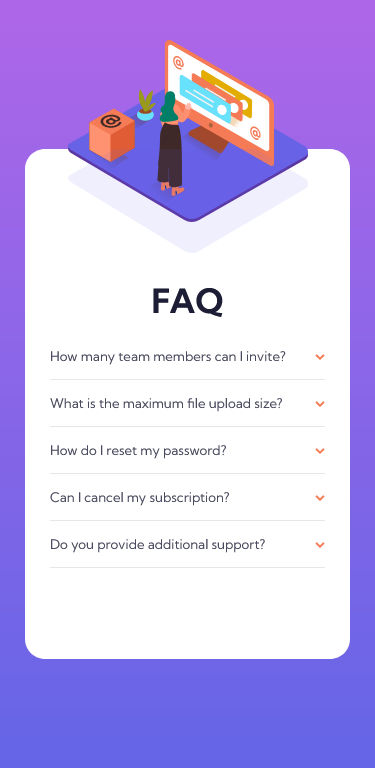 @
@
@
FAQ
How many team members can I invite?
What is the maximum file upload size?
How do I reset my password?
Can I cancel my subscription?
Do you provide additional support?